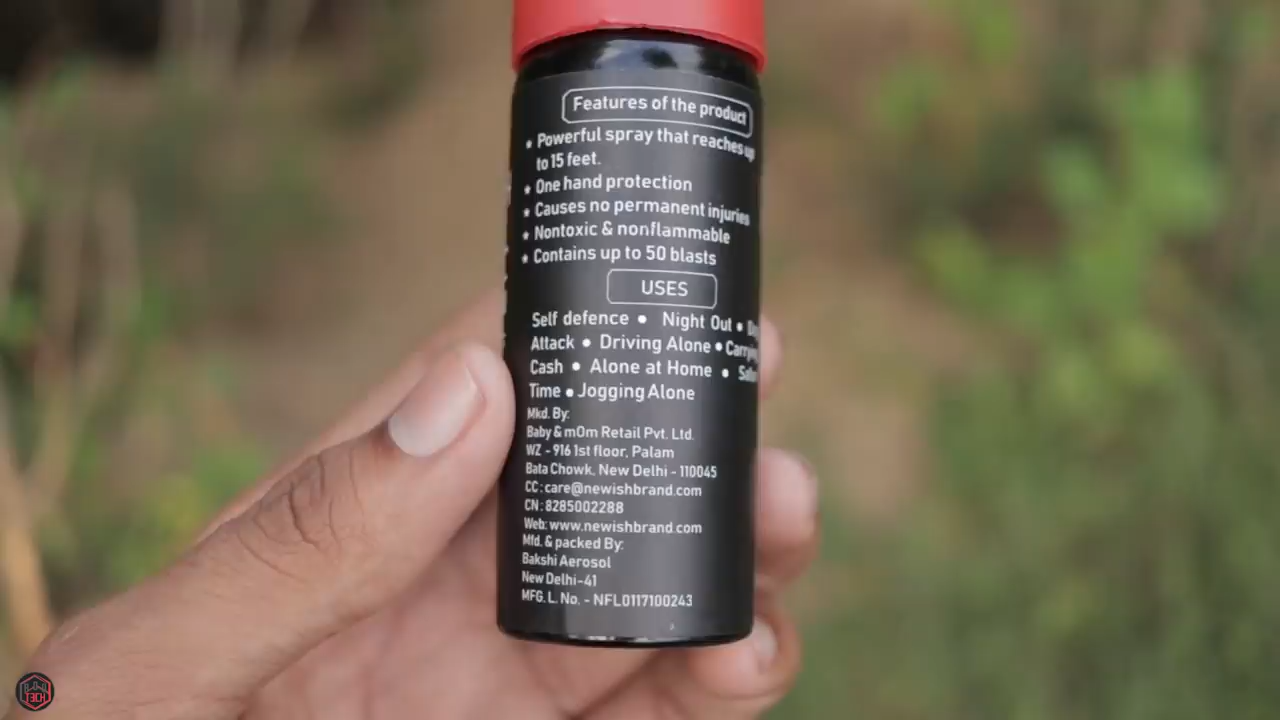 Features of the product
★ Powerful spray that reaches up
to 15 feet.
★ One hand protection
★ Causes no permanent injuries
★ Nontoxic & nonflammable
★ Contains up to 50 blasts
USES
Self defence • Night Out •
Attack • Driving Alone • Carrying
Cash • Alone at Home •
Time • Jogging Alone
Mkd. By:
Baby & mOm Retail Pvt. Ltd.
WZ - 916 1st floor, Palam
Bata Chowk, New Delhi - 110045
CC : care@newishbrand.com
CN : 8285002288
Web: www.newishbrand.com
Mfd. & packed By:
Bakshi Aerosol
New Delhi-41
MFG. L. No. - NFL0117100243